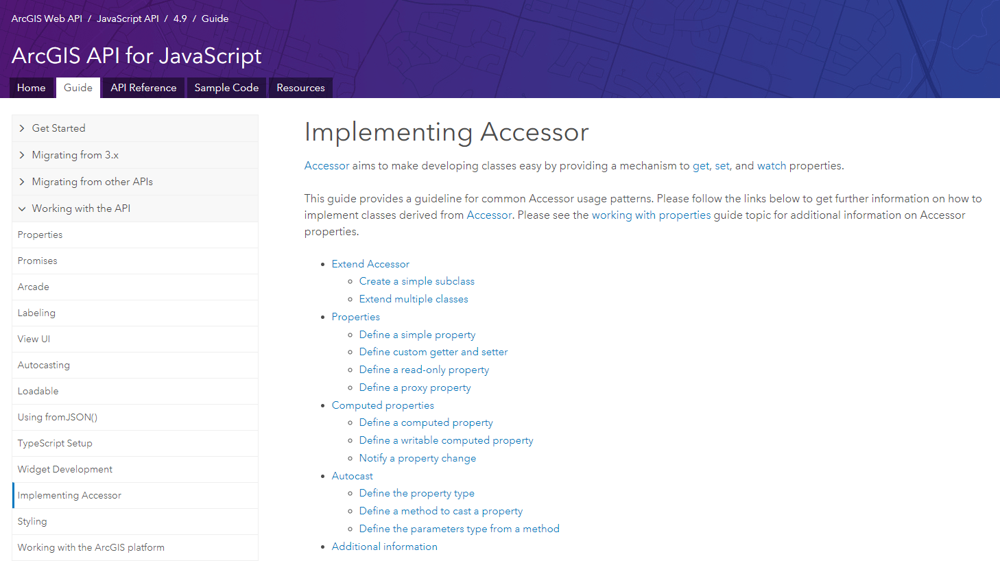 ArcGIS Web API / JavaScript API / 4.9 / Guide
ArcGIS API for JavaScript
Home Guide API Reference Sample Code Resources
Get Started
Migrating from 3.x
Migrating from other APIs
Working with the API
Properties
Promises
Arcade
Labeling
View UI
Autocasting
Loadable
Using fromJSON()
TypeScript Setup
Widget Development
Implementing Accessor
Styling
Working with the ArcGIS platform
Implementing Accessor
Accessor aims to make developing classes easy by providing a mechanism to get, set, and watch properties.
This guide provides a guideline for common Accessor usage patterns. Please follow the links below to get further information on how to
implement classes derived from Accessor. Please see the working with properties guide topic for additional information on Accessor
properties.
Extend Accessor
Create a simple subclass
Extend multiple classes
Properties
Define a simple property
Define custom getter and setter
Define a read-only property
Define a proxy property
Computed properties
Define a computed property
Define a writable computed property
Notify a property change
Autocast
Define the property type
Define a method to cast a property
Define the parameters type from a method
Additional information